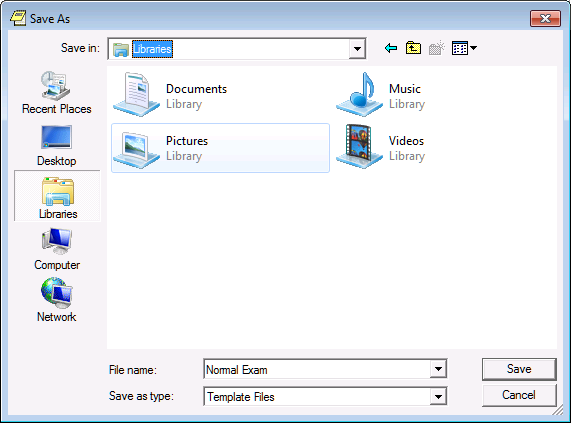 Save As
Save in:
Libraries
Recent Places
Desktop
Libraries
Computer
Network
Documents
Library
Music
Library
Pictures
Library
Videos
Library
File name:
Normal Exam
Save
Save as type:
Template Files
Cancel